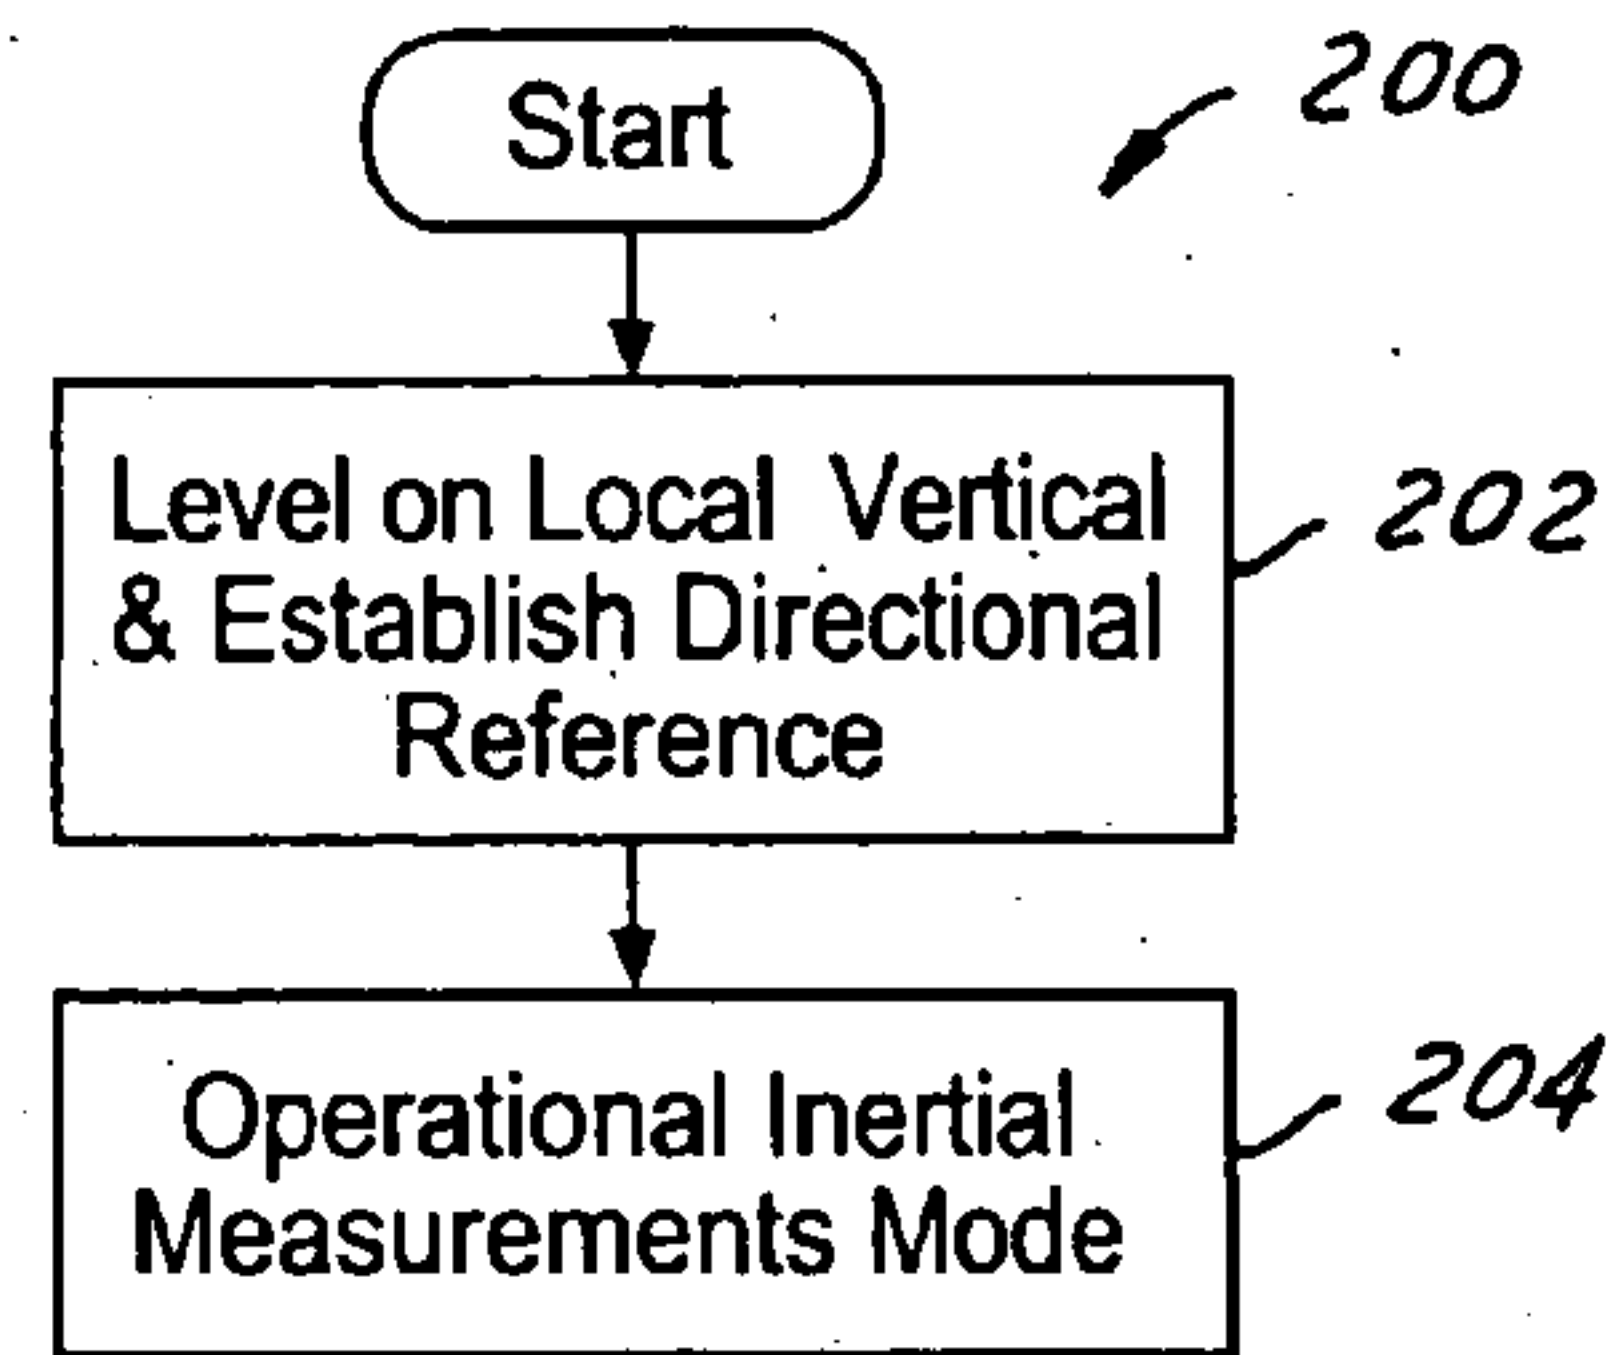 Start
200
Level on Local Vertical
& Establish Directional
Reference
202
Operational Inertial
Measurements Mode
204